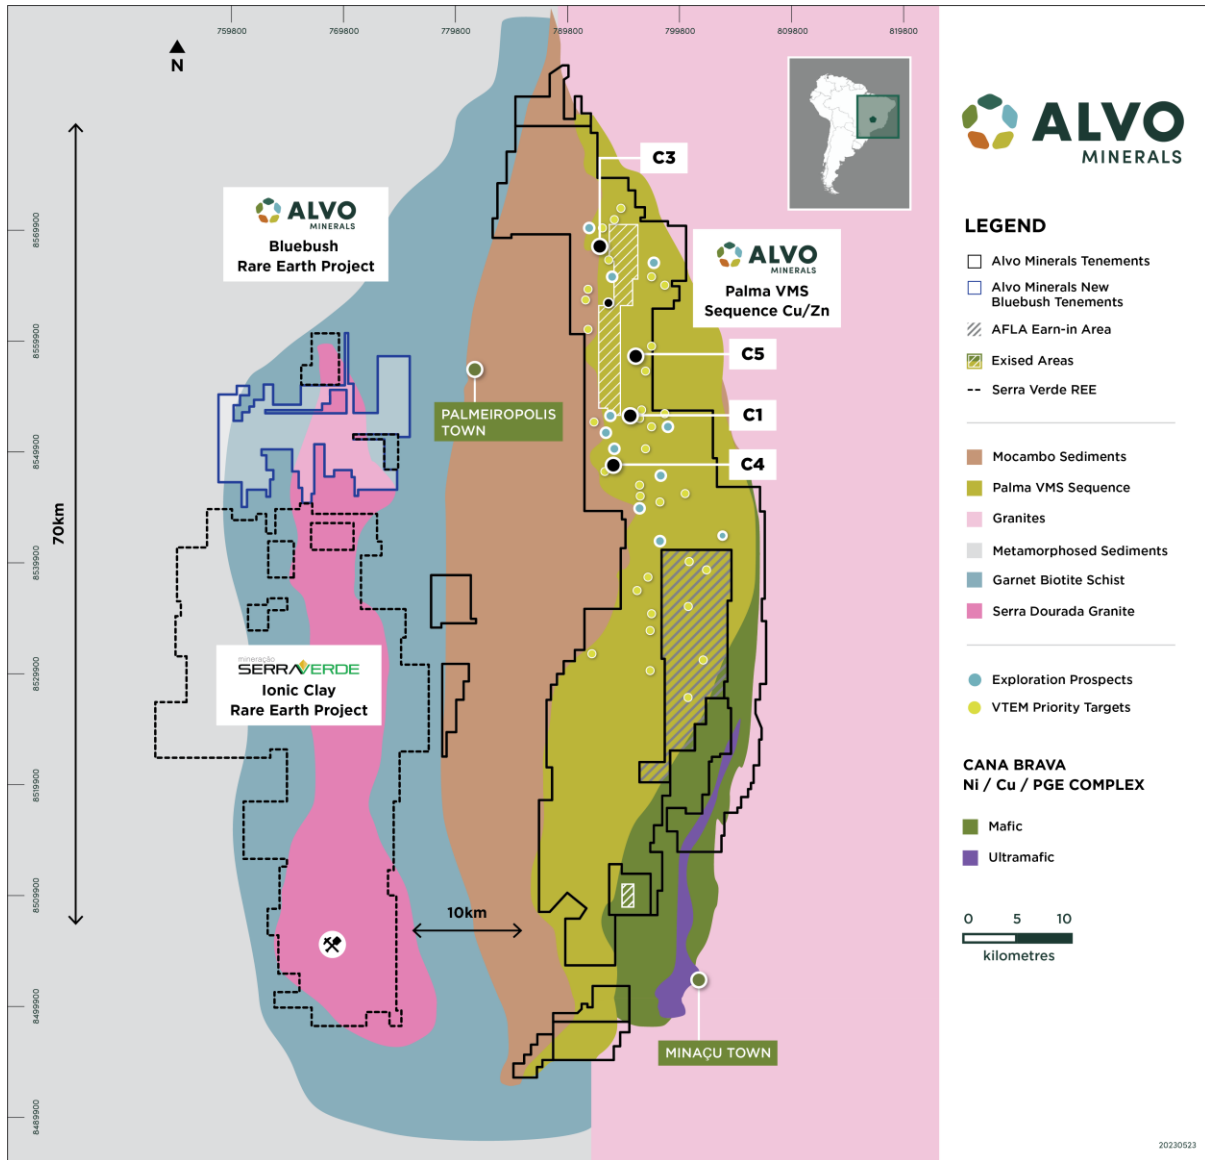 759800
769800
779800
789800
799800
809800
819800
N
8569900
8559900
8549900
8539900
8529900
8519900
8509900
8499900
8489900
70km
ALVO
MINERALS
Bluebush
Rare Earth Project
C3
ALVO
MINERALS
Palma VMS
Sequence Cu/Zn
C5
C1
C4
PALMEIROPOLIS
TOWN
mineração
SERRAVERDE
Ionic Clay
Rare Earth Project
10km
MINAÇU TOWN
ALVO
MINERALS
LEGEND
Alvo Minerals Tenements
Alvo Minerals New
Bluebush Tenements
AFLA Earn-in Area
Exised Areas
Serra Verde REE
Mocambo Sediments
Palma VMS Sequence
Granites
Metamorphosed Sediments
Garnet Biotite Schist
Serra Dourada Granite
Exploration Prospects
VTEM Priority Targets
CANA BRAVA
Ni / Cu / PGE COMPLEX
Mafic
Ultramafic
0 5 10
kilometres
20230523